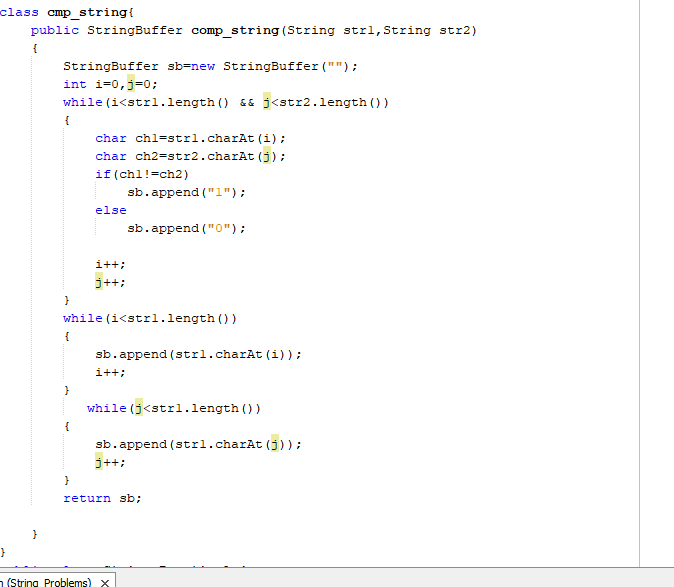 class cmp_string{
public StringBuffer comp_string(String str1,String str2)
{
StringBuffer sb=new StringBuffer("");
int i=0,j=0;
while(i<str1.length() && j<str2.length())
{
char ch1=str1.charAt(i);
char ch2=str2.charAt(j);
if(ch1!=ch2)
sb.append("1");
else
sb.append("0");
i++;
j++;
}
while(i<str1.length())
{
sb.append(str1.charAt(i));
i++;
}
while(j<str1.length())
{
sb.append(str1.charAt(j));
j++;
}
return sb;
}
}
(String_Problems) ×